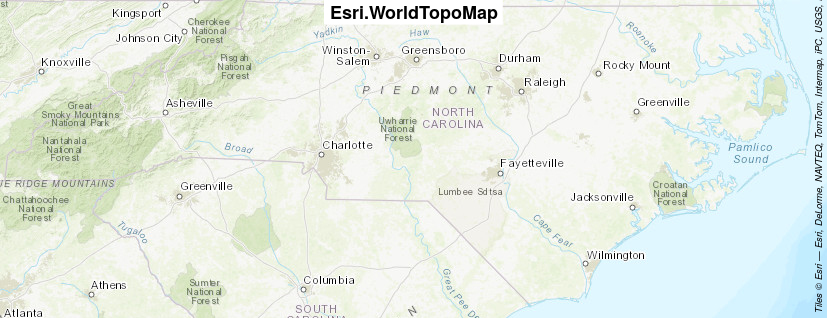 Esri.WorldTopoMap
Kingsport
Cherokee
National
Forest
Johnson City
Yadkin
Haw
Roanoke
Winston-
Salem
Greensboro
Durham
Pisgah
National
Forest
Knoxville
Rocky Mount
Raleigh
PIEDMONT
Great
Smoky Mountains
National Park
Asheville
NORTH
CAROLINA
Greenville
Uwharrie
National
Forest
Nantahala
National
Forest
Broad
Charlotte
Pamlico
Sound
Fayetteville
UE RIDGE MOUNTAINS
Greenville
Lumbee Sdtsa
Croatan
National
Forest
Chattahoochee
National
Forest
Jacksonville
Tugaloo
Cape Fear
Wilmington
Athens
Sumter
National
Forest
Columbia
Great Pee De
Atlanta
SOUTH
CAROLINA
N
Tiles © Esri — Esri, DeLorme, NAVTEQ, TomTom, Intermap, iPC, USGS,